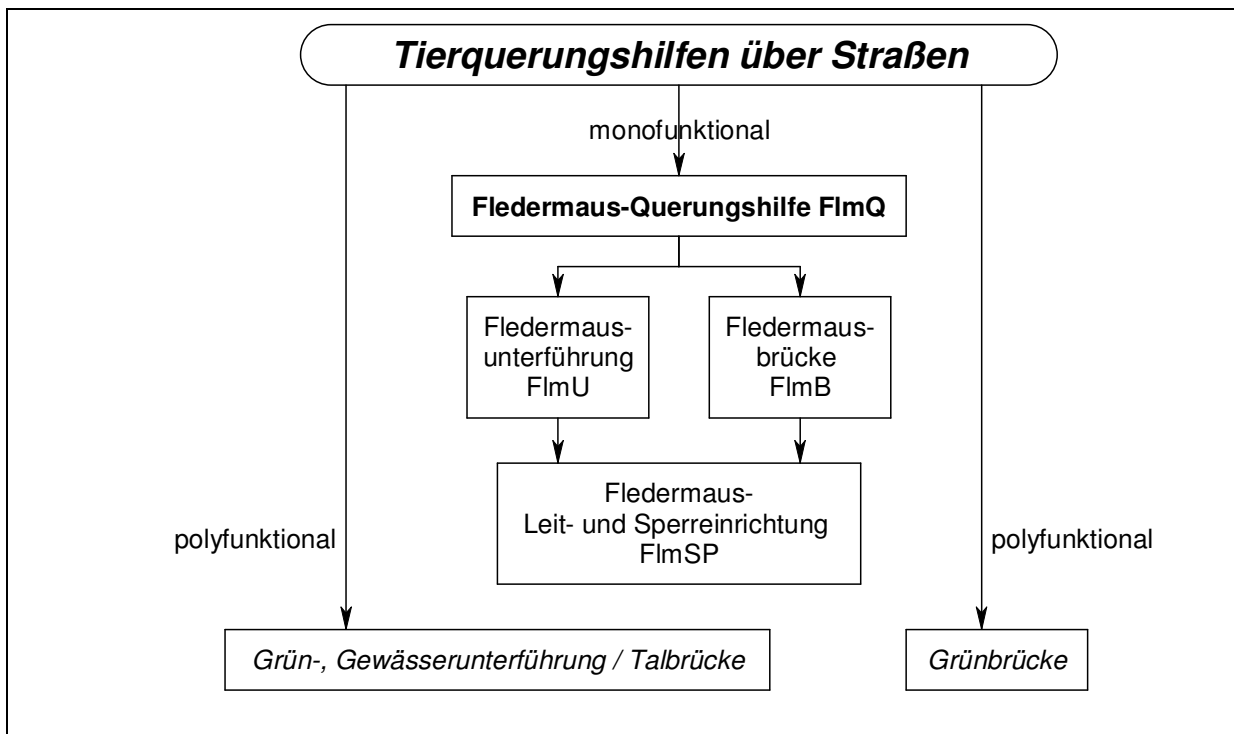 Tierquerungshilfen über Straßen
monofunktional
Fledermaus-Querungshilfe FlmQ
Fledermaus-
unterführung
FlmU
Fledermaus-
brücke
FlmB
Fledermaus-
Leit- und Sperreinrichtung
FlmSP
polyfunktional
polyfunktional
Grün-, Gewässerunterführung / Talbrücke
Grünbrücke